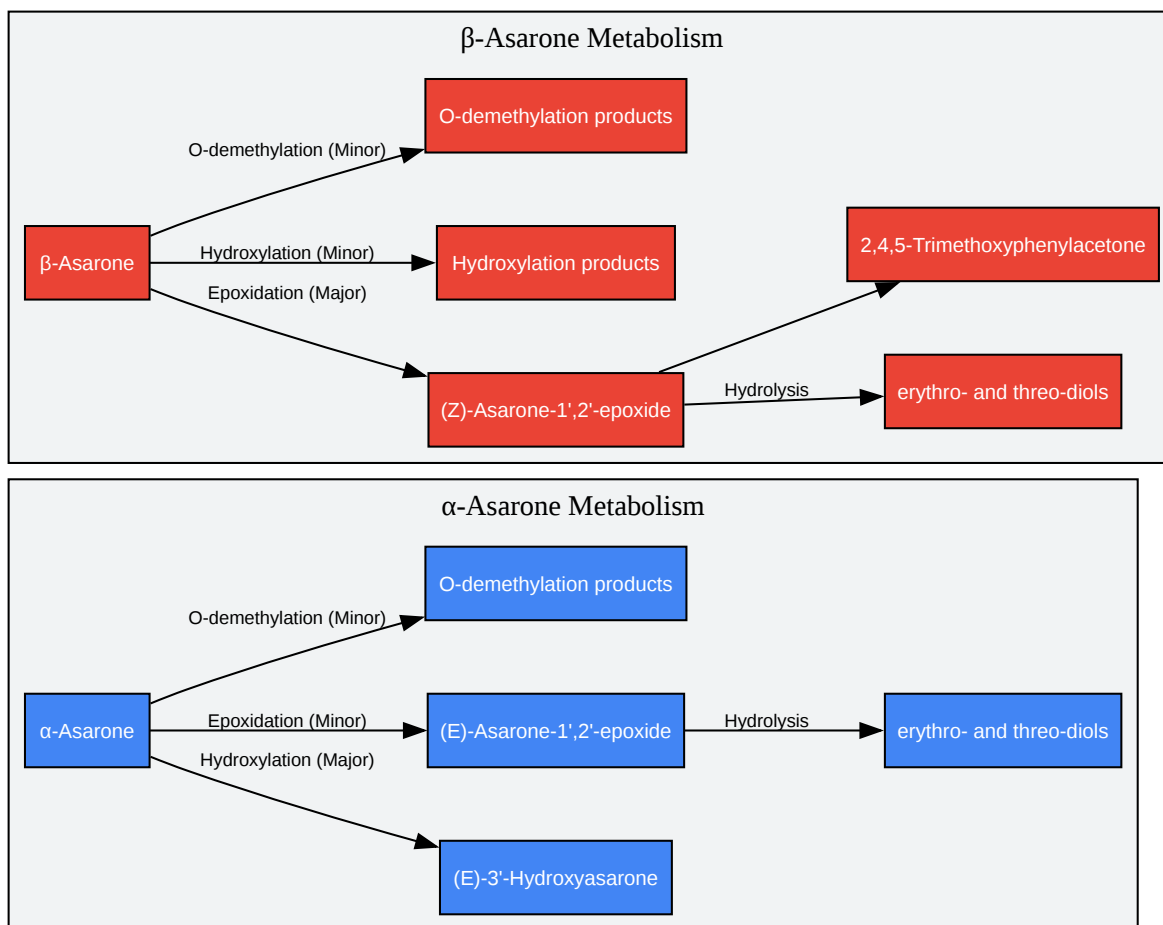 β-Asarone Metabolism
O-demethylation products
O-demethylation (Minor)
2,4,5-Trimethoxyphenylacetone
β-Asarone
Hydroxylation (Minor)
Hydroxylation products
Epoxidation (Major)
(Z)-Asarone-1',2'-epoxide
Hydrolysis
erythro- and threo-diols
α-Asarone Metabolism
O-demethylation products
O-demethylation (Minor)
α-Asarone
Epoxidation (Minor)
(E)-Asarone-1',2'-epoxide
Hydrolysis
erythro- and threo-diols
Hydroxylation (Major)
(E)-3'-Hydroxyasarone